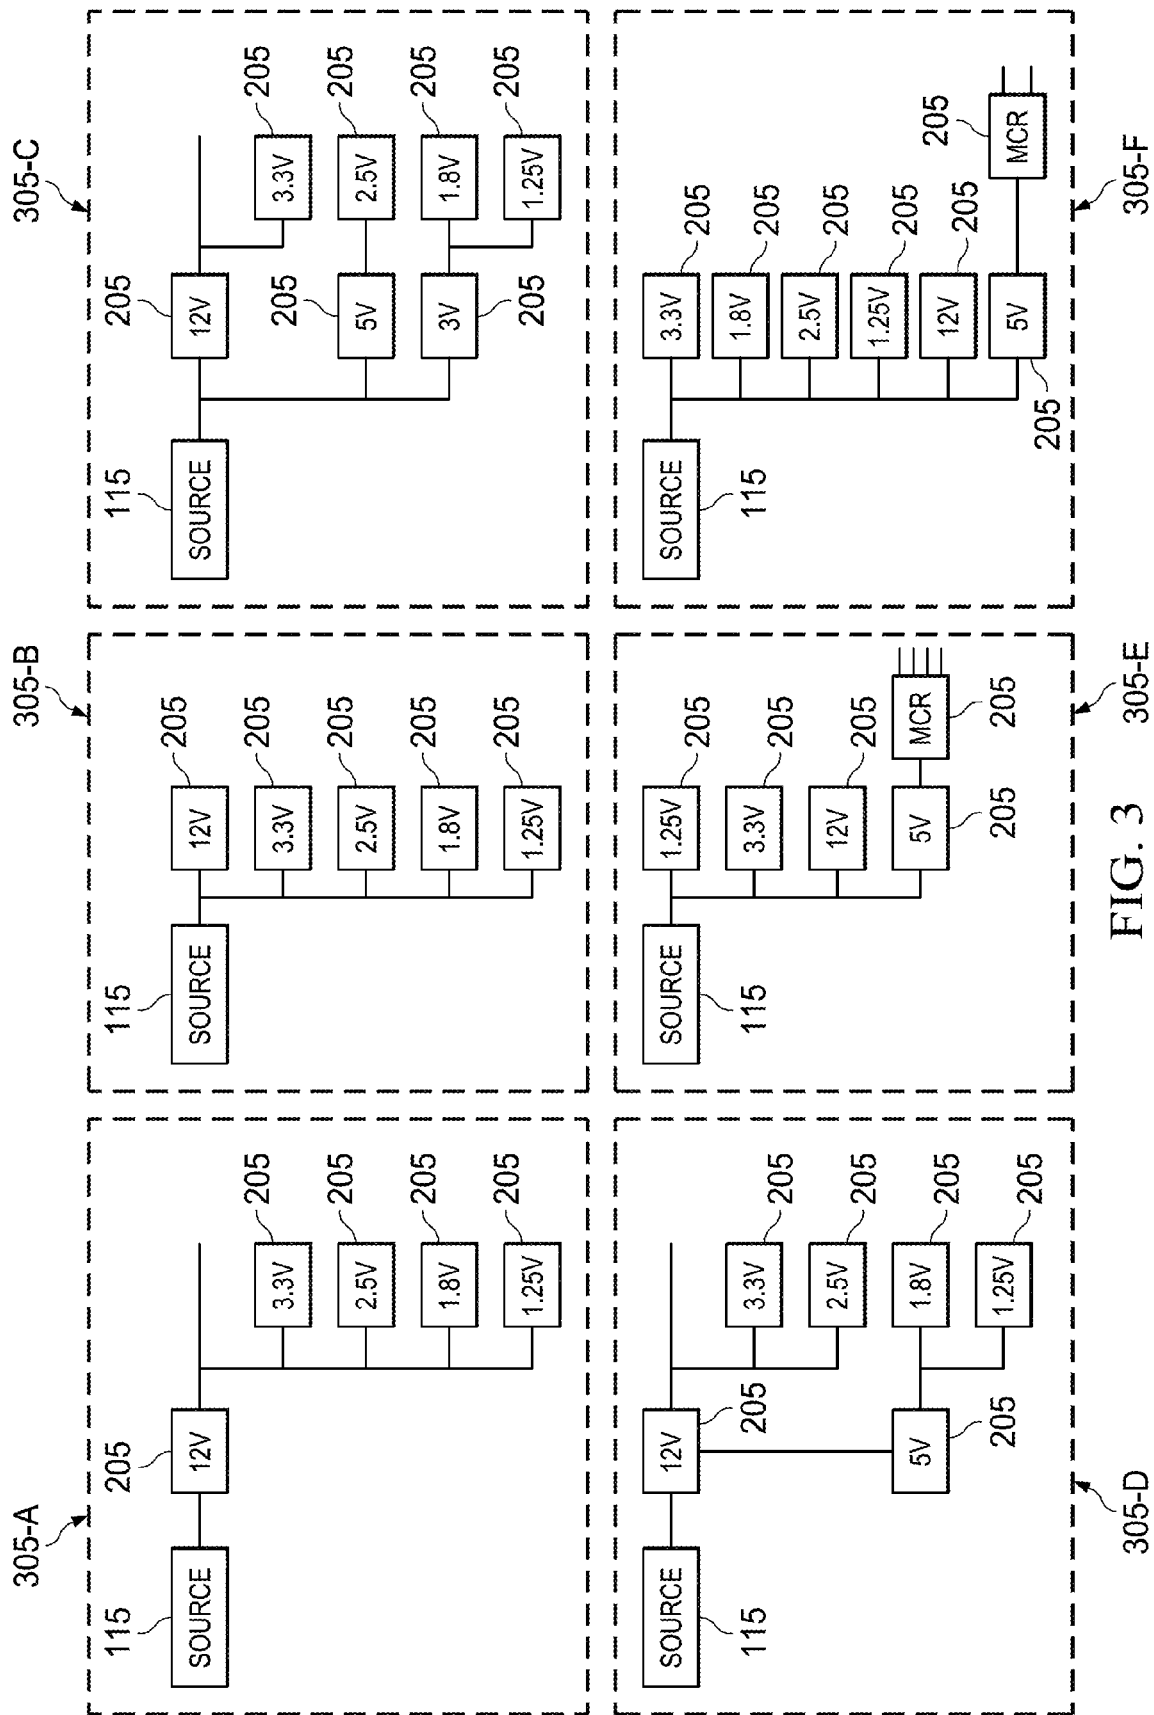 305-A
115
205
SOURCE
12V
3.3V
205
2.5V
205
1.8V
205
1.25V
205
305-B
115
SOURCE
12V
205
3.3V
205
2.5V
205
1.8V
205
1.25V
205
305-C
115
205
SOURCE
12V
3.3V
205
205
5V
2.5V
205
3V
205
1.8V
205
1.25V
205
305-D
SOURCE
115
12V
205
3.3V
205
2.5V
205
5V
205
1.8V
205
1.25V
205
305-E
SOURCE
115
1.25V
205
3.3V
205
12V
205
5V
205
MCR
205
305-F
SOURCE
115
3.3V
205
1.8V
205
2.5V
205
1.25V
205
12V
205
5V
205
MCR
205
FIG. 3